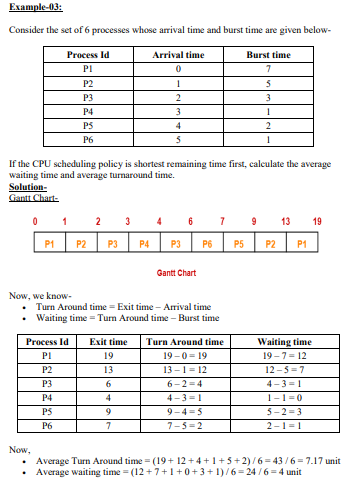 Example-03:
Consider the set of 6 processes whose arrival time and burst time are given below-
Process Id Arrival time Burst time
P1 0 7
P2 1 5
P3 2 3
P4 3 1
P5 4 2
P6 5 1
If the CPU scheduling policy is shortest remaining time first, calculate the average
waiting time and average turnaround time.
Solution-
Gantt Chart-
0 1 2 3 4 6 7 9 13 19
P1 P2 P3 P4 P3 P6 P5 P2 P1
Gantt Chart
Now, we know-
• Turn Around time = Exit time – Arrival time
• Waiting time = Turn Around time – Burst time
Process Id Exit time Turn Around time Waiting time
P1 19 19 – 0 = 19 19 – 7 = 12
P2 13 13 – 1 = 12 12 – 5 = 7
P3 6 6 – 2 = 4 4 – 3 = 1
P4 4 4 – 3 = 1 1 – 1 = 0
P5 9 9 – 4 = 5 5 – 2 = 3
P6 7 7 – 5 = 2 2 – 1 = 1
Now,
• Average Turn Around time = (19 + 12 + 4 + 1 + 5 + 2) / 6 = 43 / 6 = 7.17 unit
• Average waiting time = (12 + 7 + 1 + 0 + 3 + 1) / 6 = 24 / 6 = 4 unit